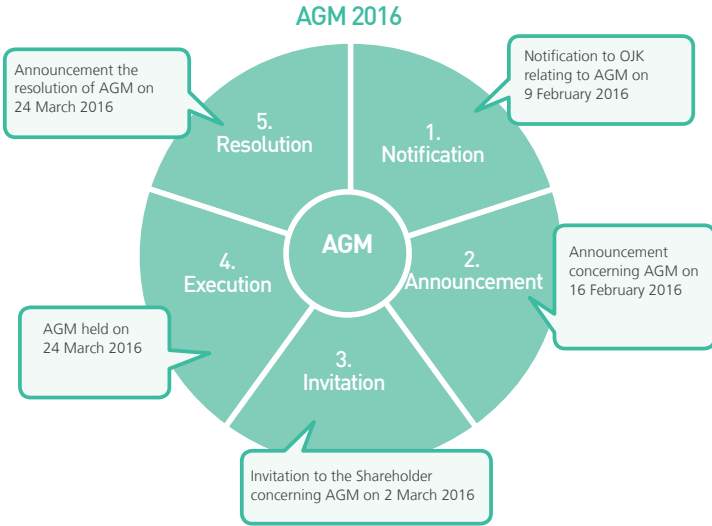 AGM 2016
Notification to OJK
relating to AGM on
9 February 2016
1.
Notification
Announcement
concerning AGM on
16 February 2016
2.
Announcement
3.
Invitation
Invitation to the Shareholder
concerning AGM on 2 March 2016
4.
Execution
AGM held on
24 March 2016
5.
Resolution
Announcement the
resolution of AGM on
24 March 2016
AGM